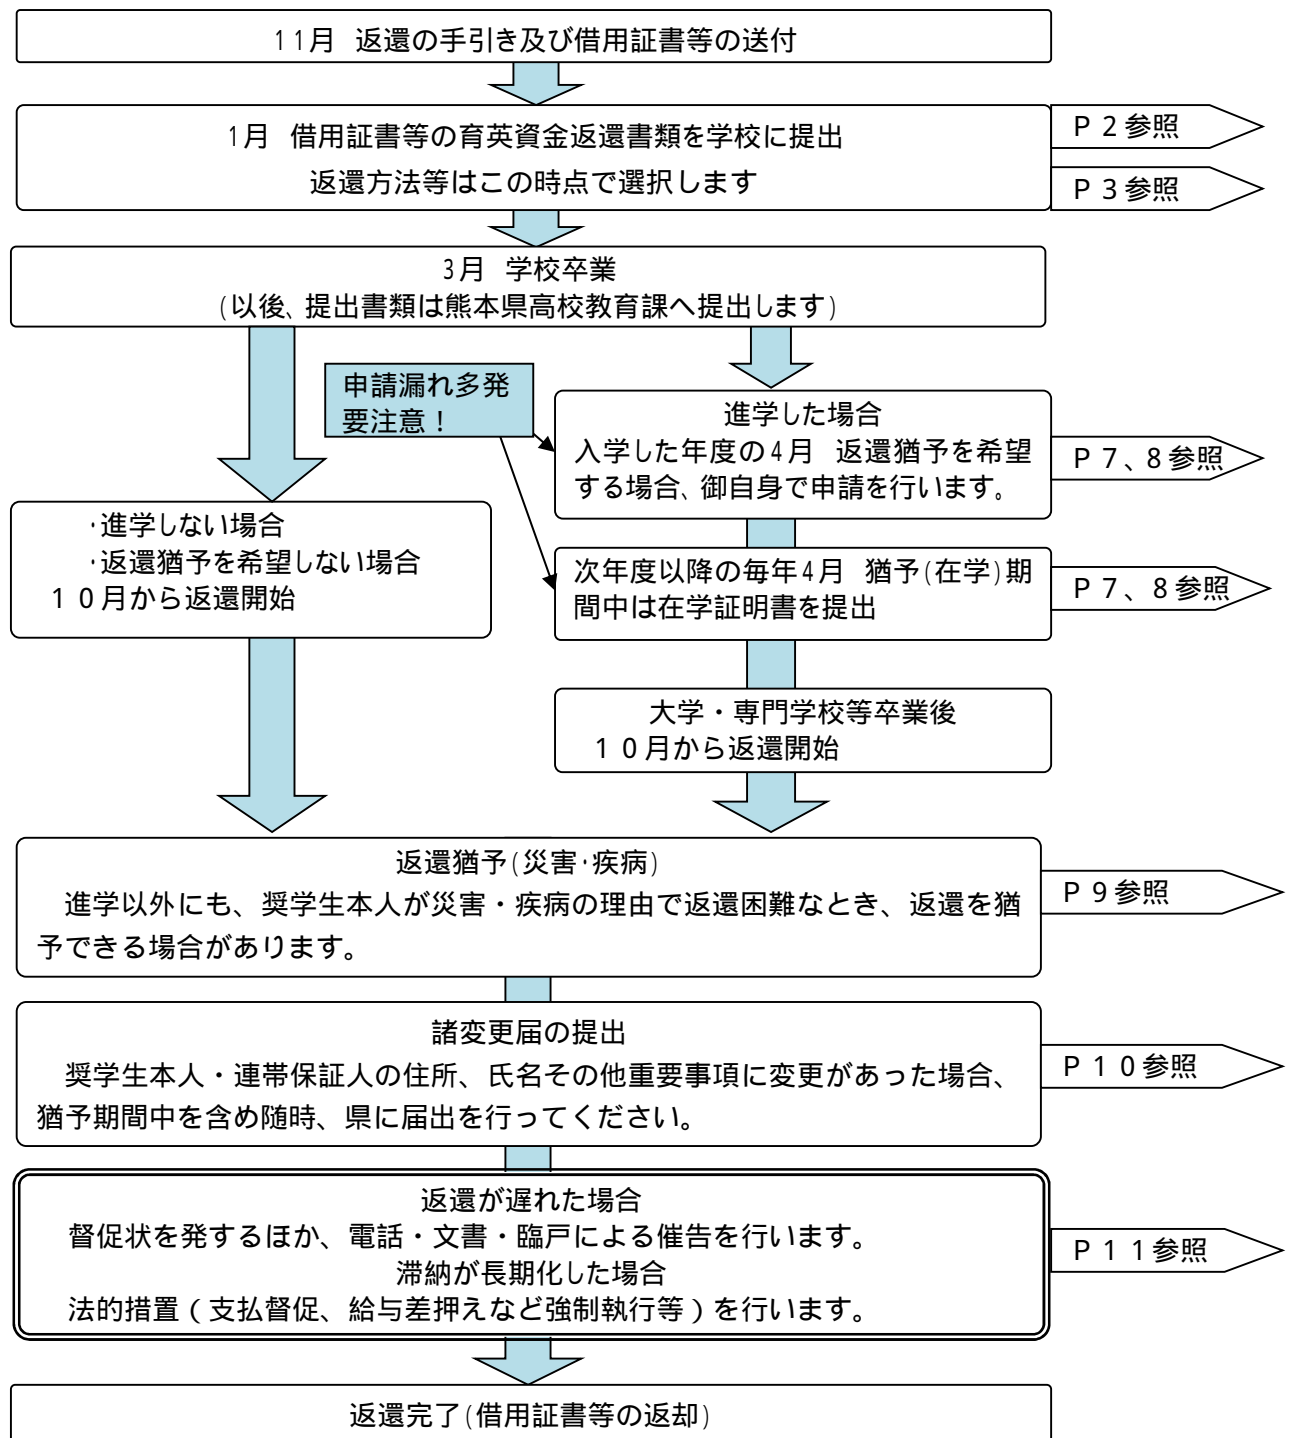 11月 返還の手引き及び借用証書等の送付
1月 借用証書等の育英資金返還書類を学校に提出
返還方法等はこの時点で選択します
P2参照
P3参照
3月 学校卒業
(以後、提出書類は熊本県高校教育課へ提出します)
申請漏れ多発
要注意！
進学した場合
入学した年度の4月 返還猶予を希望
する場合、御自身で申請を行います。
P7、8参照
・進学しない場合
・返還猶予を希望しない場合
10月から返還開始
次年度以降の毎年4月 猶予(在学)期
間中は在学証明書を提出
P7、8参照
大学・専門学校等卒業後
10月から返還開始
返還猶予(災害・疾病)
進学以外にも、奨学生本人が災害・疾病の理由で返還困難なとき、返還を猶
予できる場合があります。
P9参照
諸変更届の提出
奨学生本人・連帯保証人の住所、氏名その他重要事項に変更があった場合、
猶予期間中を含め随時、県に届出を行ってください。
P10参照
返還が遅れた場合
督促状を発するほか、電話・文書・臨戸による催告を行います。
滞納が長期化した場合
法的措置（支払督促、給与差押えなど強制執行等）を行います。
P11参照
返還完了(借用証書等の返却)